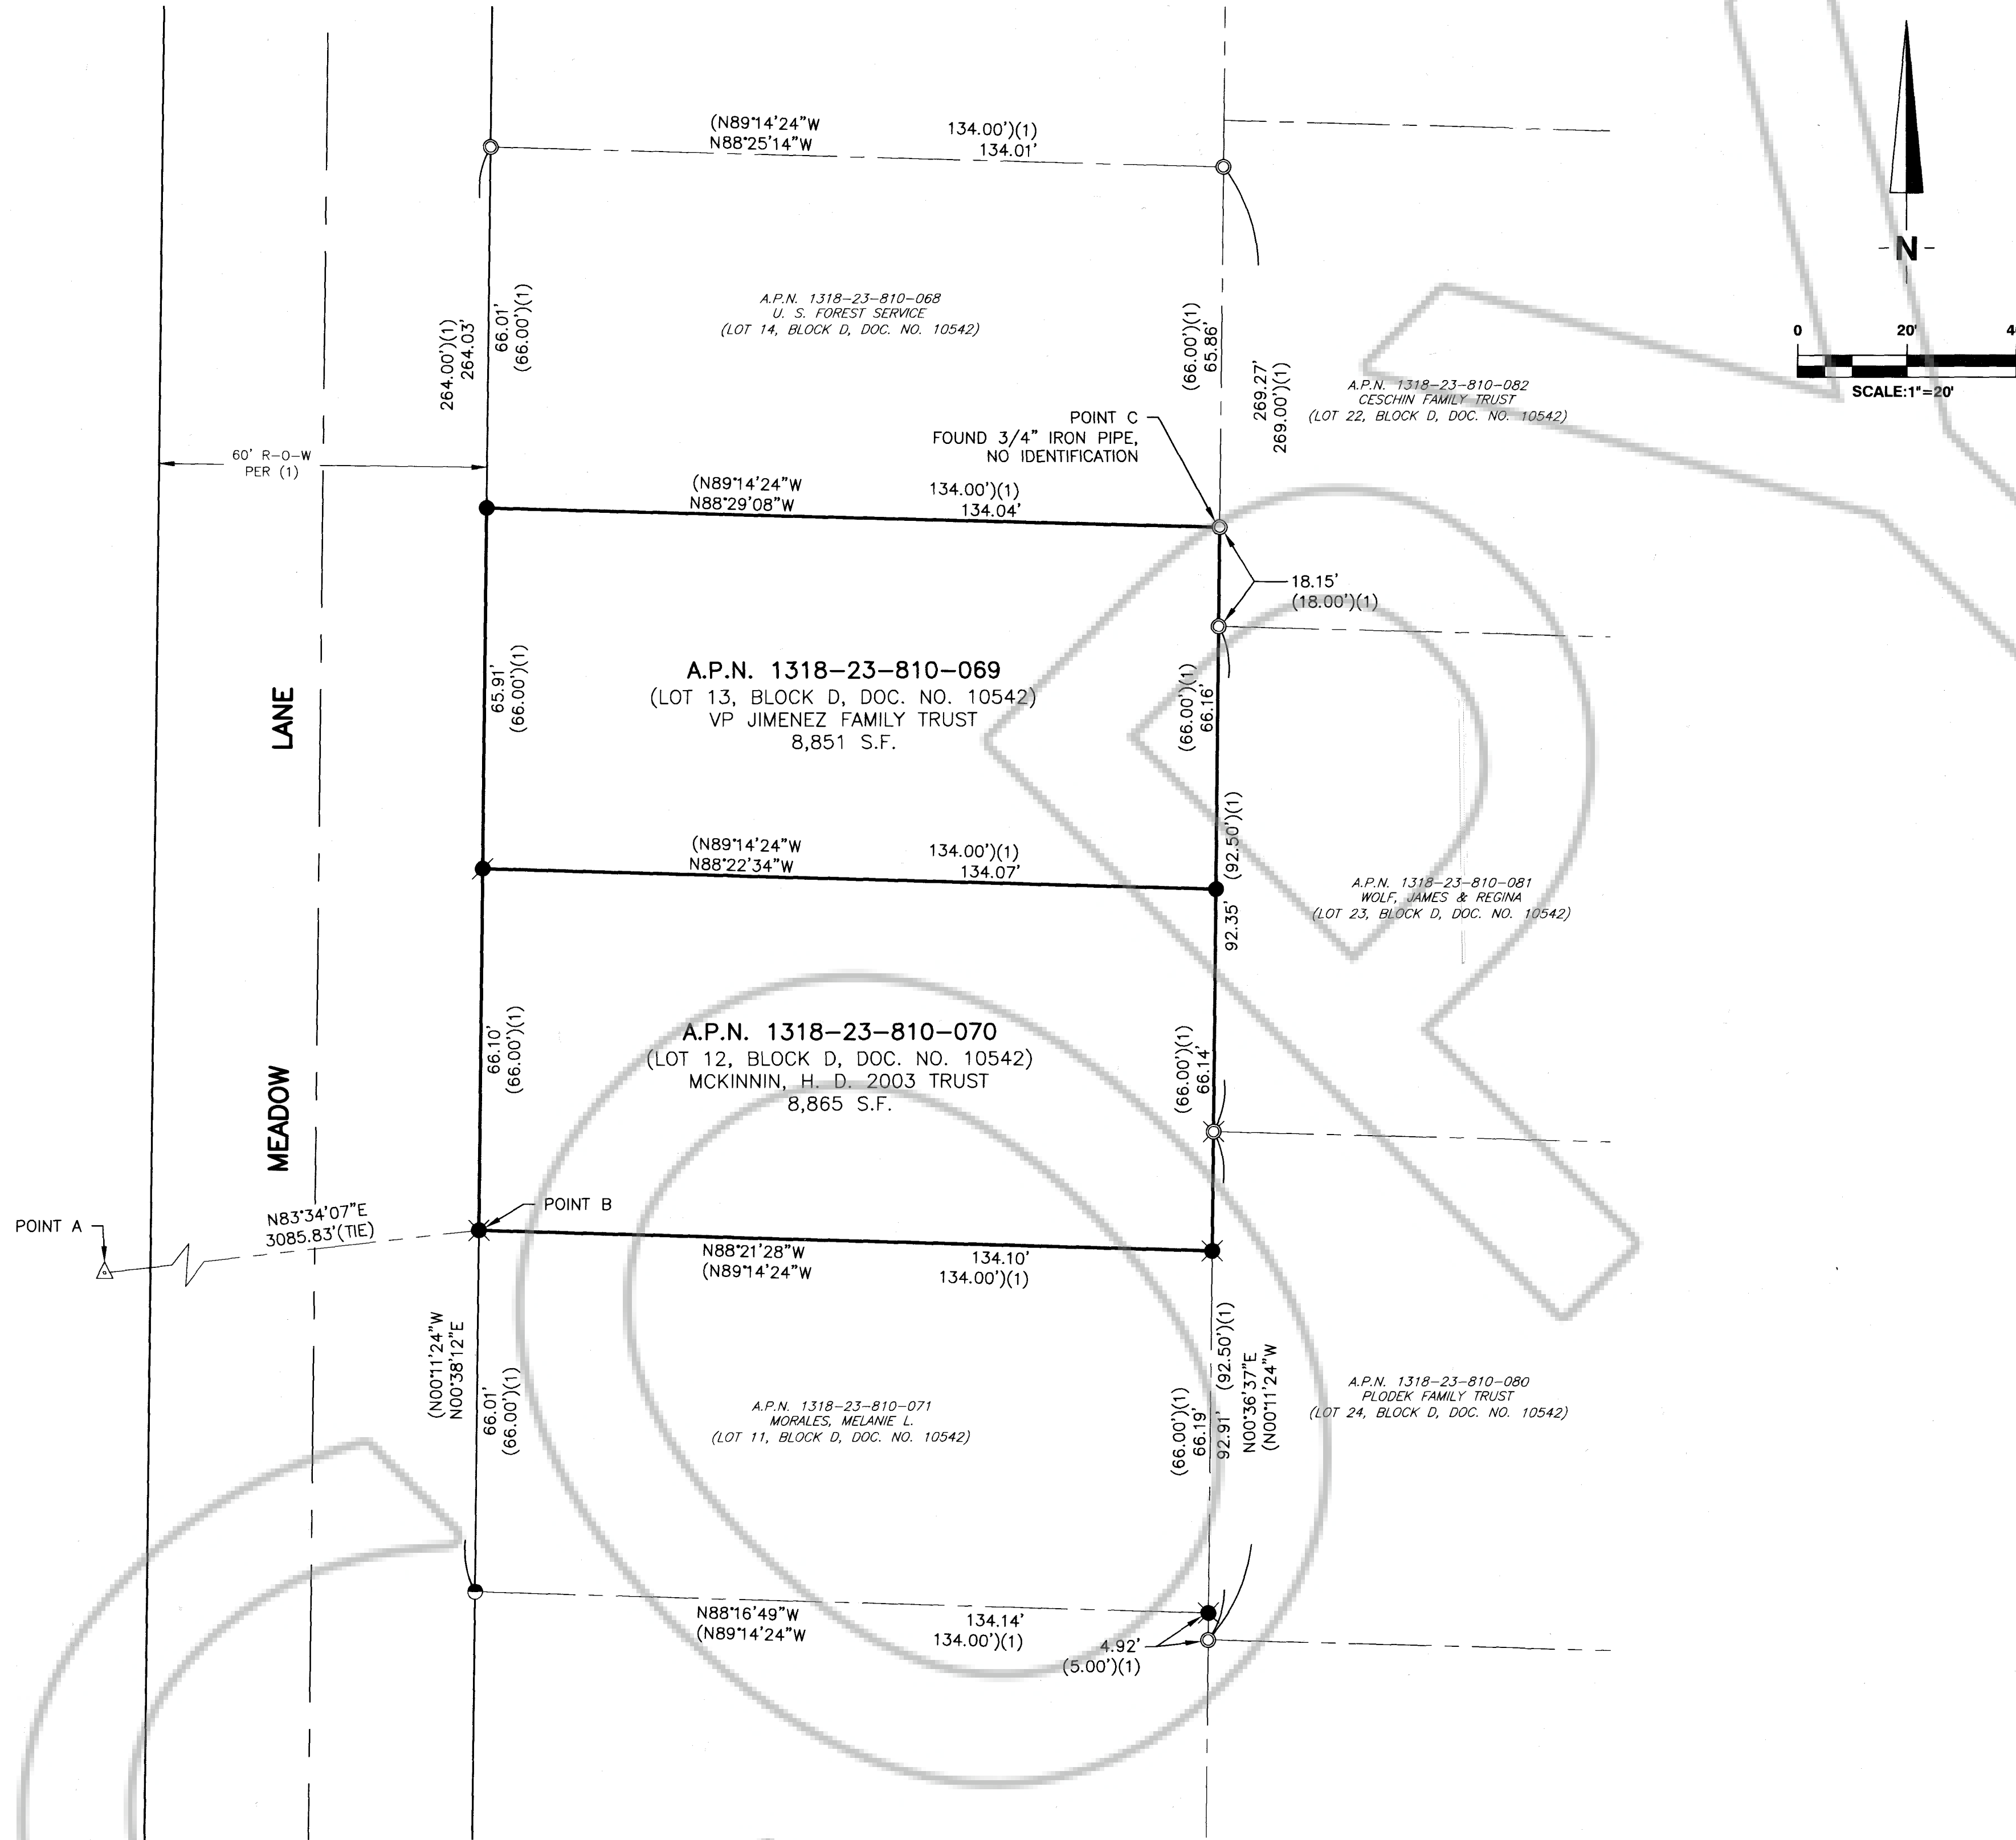 (N89°14'24"W 134.00')(1)
N88°25'14"W 134.01'
N
0 20' 4
SCALE:1"=20'
264.00')(1)
264.03'
66.01'
(66.00')(1)
A.P.N. 1318-23-810-068
U. S. FOREST SERVICE
(LOT 14, BLOCK D, DOC. NO. 10542)
(66.00')(1)
65.86'
269.27'
269.00')(1)
A.P.N. 1318-23-810-082
CESCHIN FAMILY TRUST
(LOT 22, BLOCK D, DOC. NO. 10542)
POINT C
FOUND 3/4" IRON PIPE,
NO IDENTIFICATION
60' R-O-W
PER (1)
(N89°14'24"W 134.00')(1)
N88°29'08"W 134.04'
18.15'
(18.00')(1)
LANE
65.91'
(66.00')(1)
A.P.N. 1318-23-810-069
(LOT 13, BLOCK D, DOC. NO. 10542)
VP JIMENEZ FAMILY TRUST
8,851 S.F.
(66.00')(1)
66.16'
(92.50')(1)
92.35'
(N89°14'24"W 134.00')(1)
N88°22'34"W 134.07'
A.P.N. 1318-23-810-081
WOLF, JAMES & REGINA
(LOT 23, BLOCK D, DOC. NO. 10542)
MEADOW
66.10'
(66.00')(1)
A.P.N. 1318-23-810-070
(LOT 12, BLOCK D, DOC. NO. 10542)
MCKINNIN, H. D. 2003 TRUST
8,865 S.F.
(66.00')(1)
66.14'
POINT A
N83°34'07"E
3085.83'(TIE)
POINT B
N88°21'28"W 134.10'
(N89°14'24"W 134.00')(1)
(N00°11'24"W
N00°38'12"E
66.01'
(66.00')(1)
A.P.N. 1318-23-810-071
MORALES, MELANIE L.
(LOT 11, BLOCK D, DOC. NO. 10542)
(66.00')(1)
66.19'
(92.50')(1)
92.91'
N00°36'37"E
(N00°11'24"W
A.P.N. 1318-23-810-080
PLODEK FAMILY TRUST
(LOT 24, BLOCK D, DOC. NO. 10542)
N88°16'49"W 134.14'
(N89°14'24"W 134.00')(1)
4.92'
(5.00')(1)